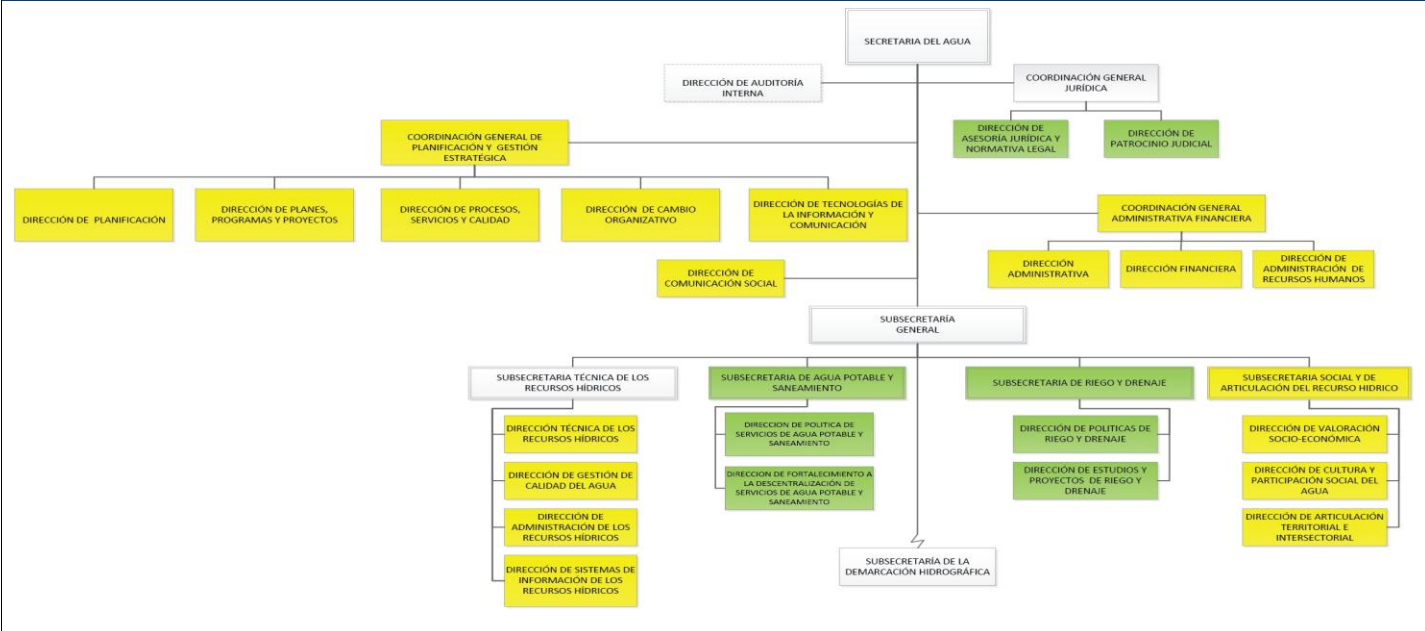 SECRETARIA DEL AGUA
DIRECCIÓN DE AUDITORÍA
INTERNA
COORDINACIÓN GENERAL
JURÍDICA
DIRECCIÓN DE
ASESORÍA JURÍDICA Y
NORMATIVA LEGAL
DIRECCIÓN DE
PATROCINIO JUDICIAL
COORDINACIÓN GENERAL DE
PLANIFICACIÓN Y GESTIÓN
ESTRATÉGICA
DIRECCIÓN DE PLANIFICACIÓN
DIRECCIÓN DE PLANES,
PROGRAMAS Y PROYECTOS
DIRECCIÓN DE PROCESOS,
SERVICIOS Y CALIDAD
DIRECCIÓN DE CAMBIO
ORGANIZATIVO
DIRECCIÓN DE TECNOLOGÍAS DE
LA INFORMACIÓN Y
COMUNICACIÓN
COORDINACIÓN GENERAL
ADMINISTRATIVA FINANCIERA
DIRECCIÓN
ADMINISTRATIVA
DIRECCIÓN FINANCIERA
DIRECCIÓN DE
ADMINISTRACIÓN DE
RECURSOS HUMANOS
DIRECCIÓN DE
COMUNICACIÓN SOCIAL
SUBSECRETARÍA
GENERAL
SUBSECRETARIA TÉCNICA DE LOS
RECURSOS HÍDRICOS
DIRECCIÓN TÉCNICA DE LOS
RECURSOS HÍDRICOS
DIRECCIÓN DE GESTIÓN DE
CALIDAD DEL AGUA
DIRECCIÓN DE
ADMINISTRACIÓN DE LOS
RECURSOS HÍDRICOS
DIRECCIÓN DE SISTEMAS DE
INFORMACIÓN DE LOS
RECURSOS HÍDRICOS
SUBSECRETARIA DE AGUA POTABLE Y
SANEAMIENTO
DIRECCION DE POLITICA DE
SERVICIOS DE AGUA POTABLE Y
SANEAMIENTO
DIRECCION DE FORTALECIMIENTO A
LA DESCENTRALIZACIÓN DE
SERVICIOS DE AGUA POTABLE Y
SANEAMIENTO
SUBSECRETARIA DE RIEGO Y DRENAJE
DIRECCIÓN DE POLITICAS DE
RIEGO Y DRENAJE
DIRECCIÓN DE ESTUDIOS Y
PROYECTOS DE RIEGO Y
DRENAJE
SUBSECRETARIA SOCIAL Y DE
ARTICULACIÓN DEL RECURSO HIDRICO
DIRECCIÓN DE VALORACIÓN
SOCIO-ECONÓMICA
DIRECCIÓN DE CULTURA Y
PARTICIPACIÓN SOCIAL DEL
AGUA
DIRECCIÓN DE ARTICULACIÓN
TERRITORIAL E
INTERSECTORIAL
SUBSECRETARÍA DE LA
DEMARCACIÓN HIDROGRÁFICA